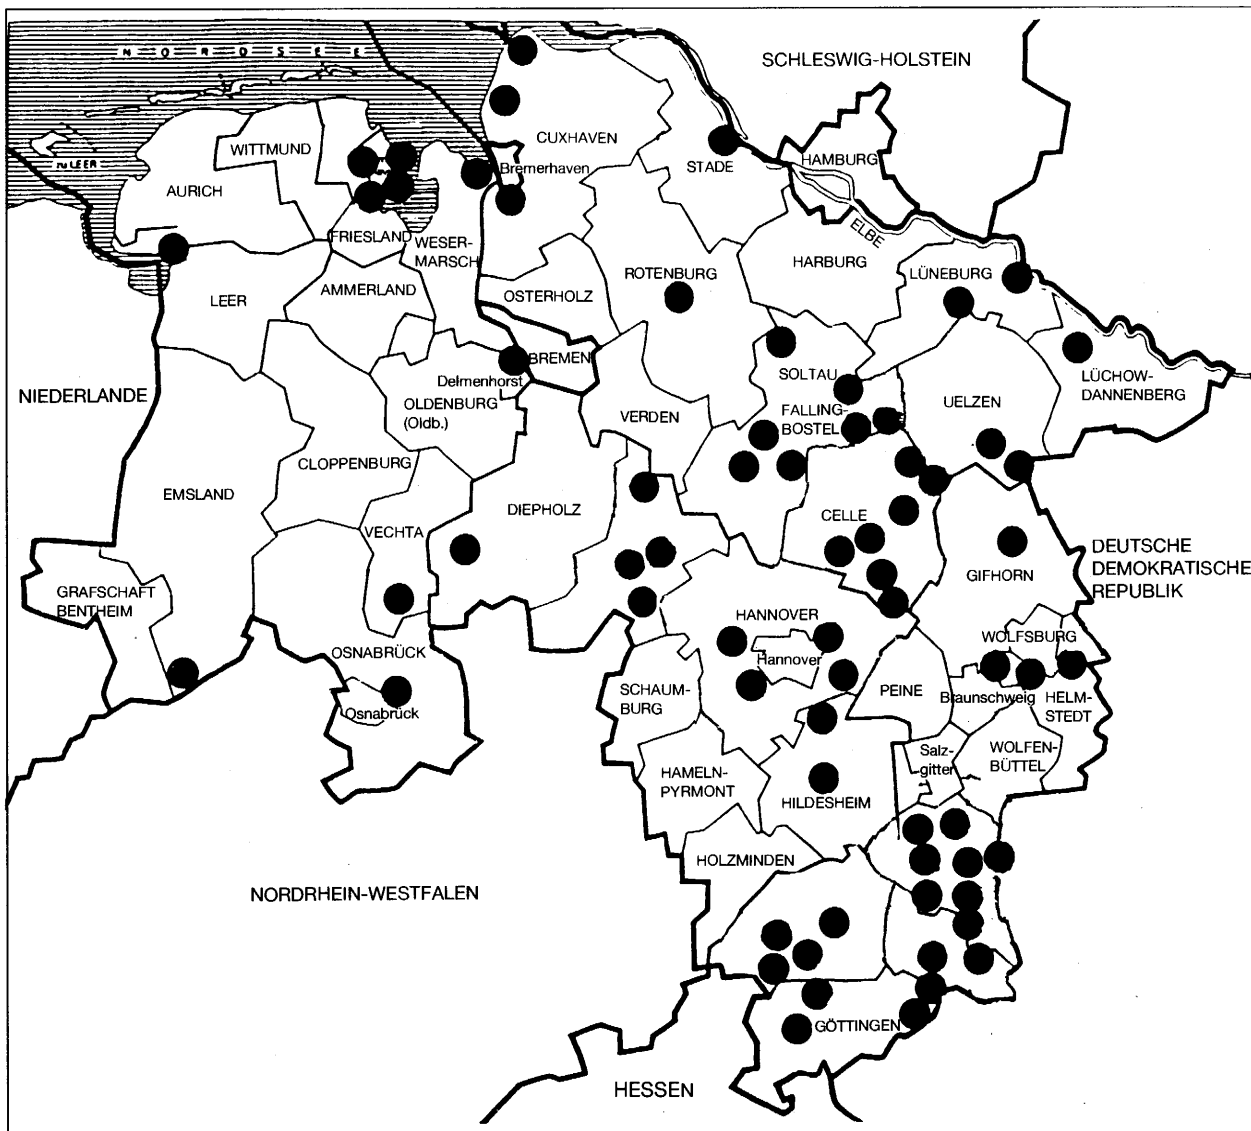 NORDSEE
SCHLESWIG-HOLSTEIN
CUXHAVEN
WITTMUND
STADE
HAMBURG
LEER
Bremerhaven
AURICH
ELBE
FRIESLAND
WESER-
MARSCH
HARBURG
ROTENBURG
LÜNEBURG
LEER
AMMERLAND
OSTERHOLZ
BREMEN
SOLTAU
FALLING-
BOSTEL
LÜCHOW-
DANNENBERG
NIEDERLANDE
Delmenhorst
OLDENBURG
(Oldb.)
VERDEN
UELZEN
CLOPPENBURG
EMSLAND
DIEPHOLZ
CELLE
VECHTA
DEUTSCHE
DEMOKRATISCHE
REPUBLIK
GIFHORN
GRAFSCHAFT
BENTHEIM
HANNOVER
WOLFSBURG
OSNABRÜCK
Hannover
SCHAUM-
BURG
PEINE
Braunschweig
HELM-
STEDT
Osnabrück
Salz-
gitter
WOLFEN-
BÜTTEL
HAMELN-
PYRMONT
HILDESHEIM
HOLZMINDEN
NORDRHEIN-WESTFALEN
GÖTTINGEN
HESSEN